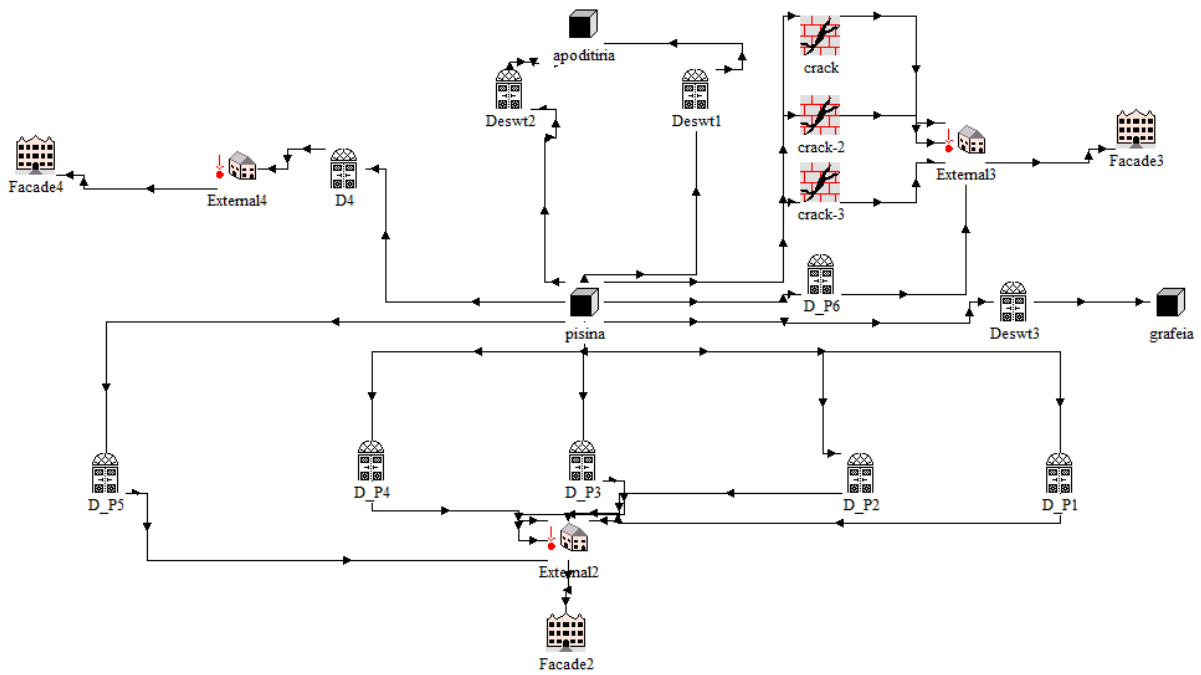 apoditiria
crack
Deswt2
Deswt1
crack-2
Facade4
External4
D4
crack-3
External3
Facade3
pisina
D_P6
Deswt3
grafeia
D_P5
D_P4
D_P3
D_P2
D_P1
External2
Facade2